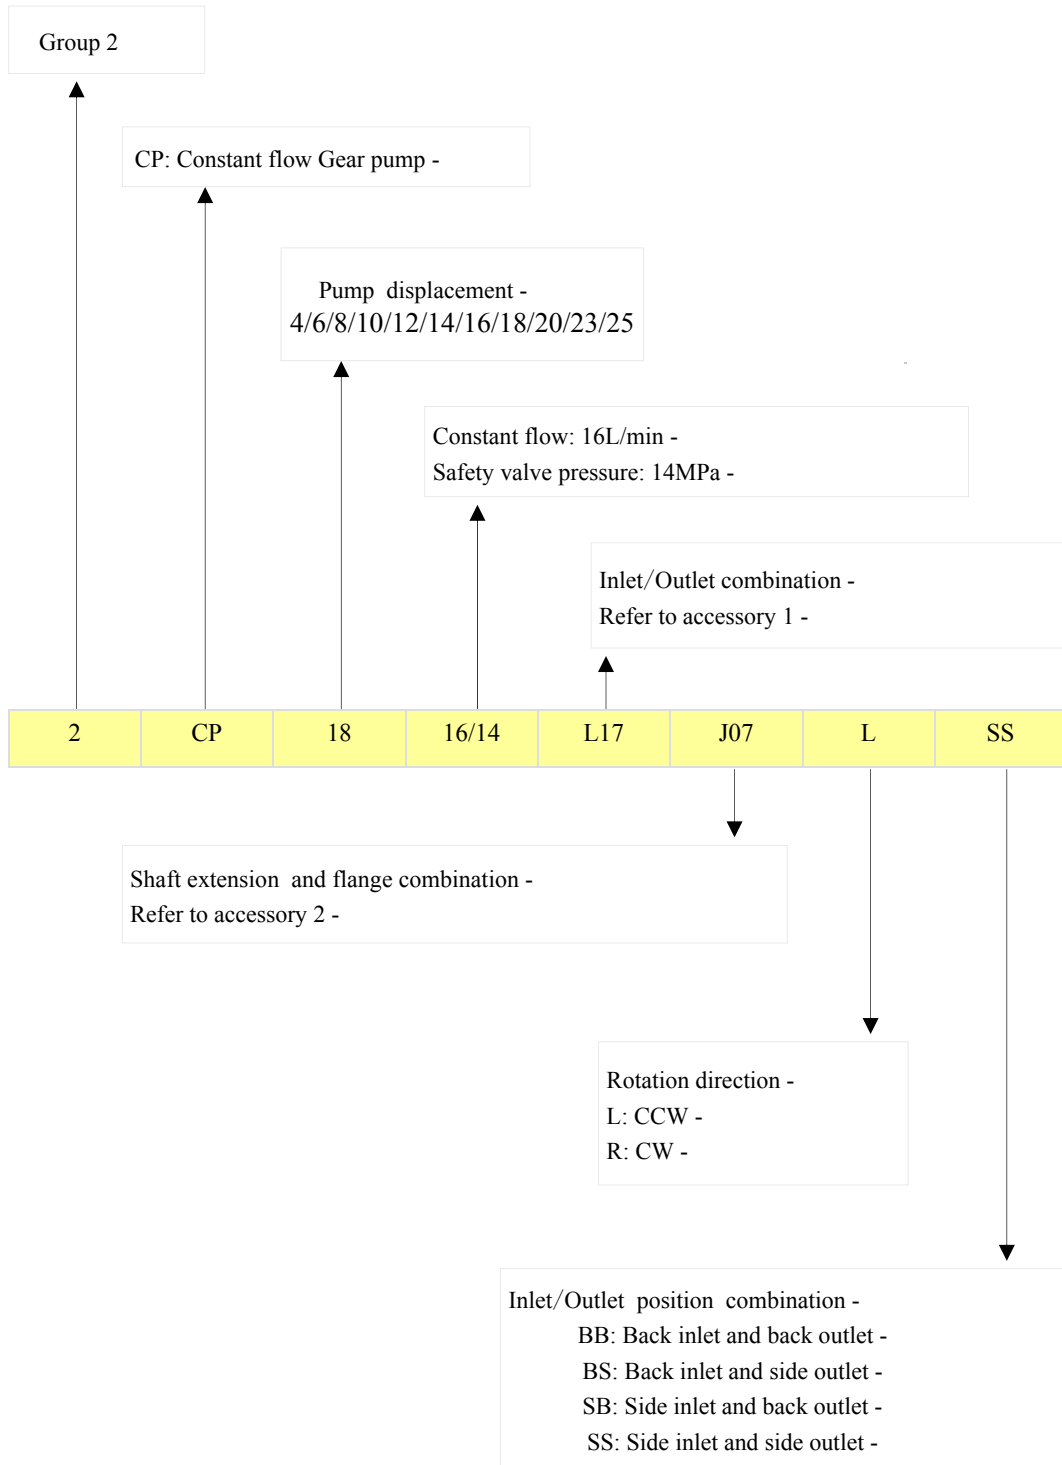 Group 2
CP: Constant flow Gear pump -
Pump displacement -
4/6/8/10/12/14/16/18/20/23/25
Constant flow: 16L/min -
Safety valve pressure: 14MPa -
Inlet/Outlet combination -
Refer to accessory 1 -
2 CP 18 16/14 L17 J07 L SS
Shaft extension and flange combination -
Refer to accessory 2 -
Rotation direction -
L: CCW -
R: CW -
Inlet/Outlet position combination -
BB: Back inlet and back outlet -
BS: Back inlet and side outlet -
SB: Side inlet and back outlet -
SS: Side inlet and side outlet -